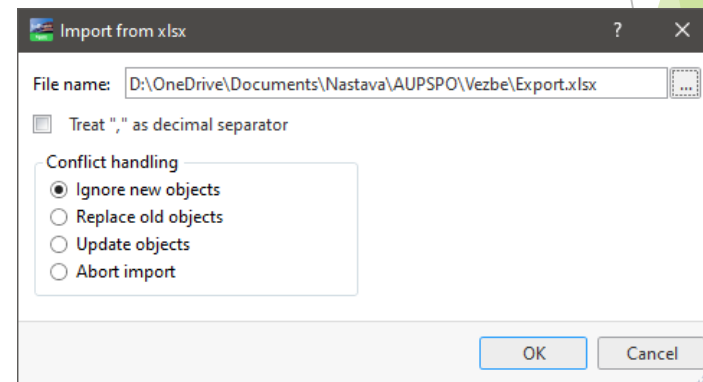 Import from xlsx ?
File name: D:\OneDrive\Documents\Nastava\AUPSPO\Vezbe\Export.xlsx ...
Treat "," as decimal separator
Conflict handling
Ignore new objects
Replace old objects
Update objects
Abort import
OK Cancel